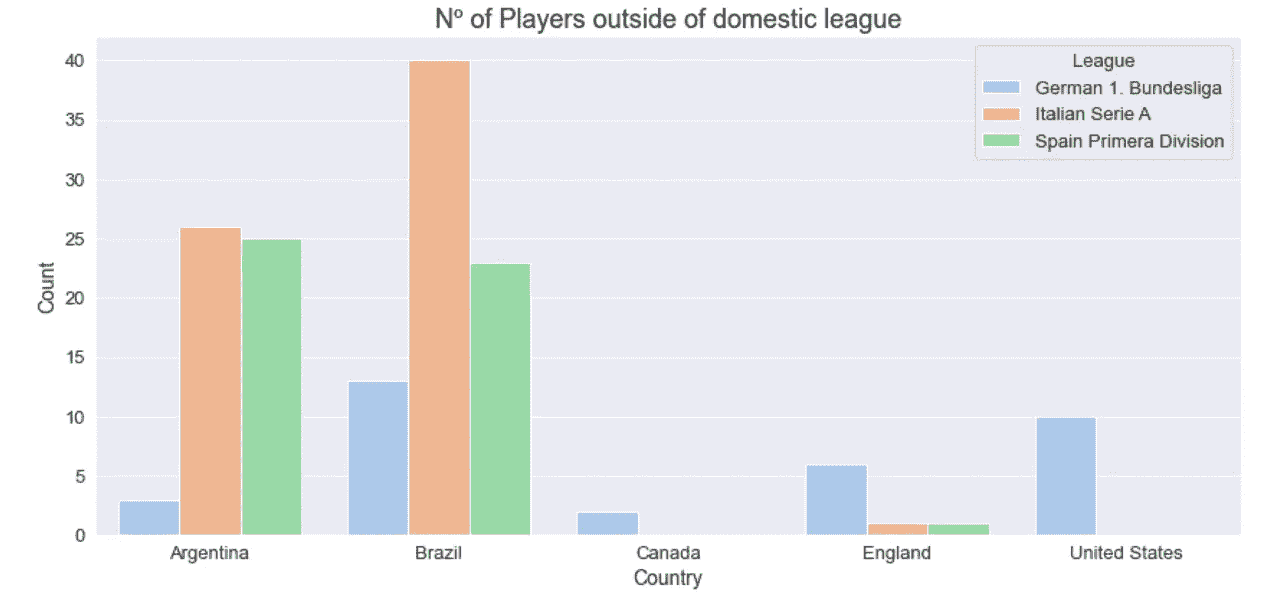 Nº of Players outside of domestic league
League
German 1. Bundesliga
Italian Serie A
Spain Primera Division
40
35
30
25
20
15
10
5
0
Count
Argentina
Brazil
Canada
England
United States
Country